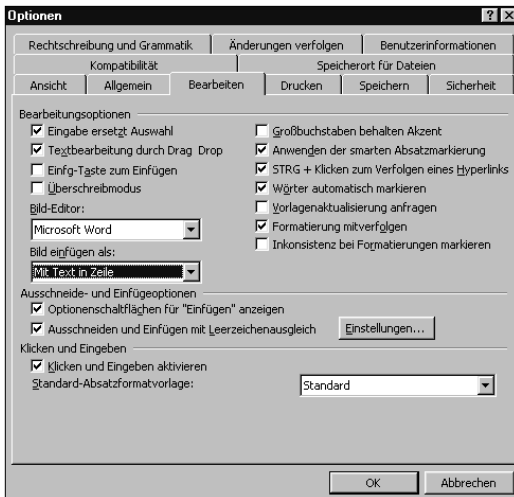 Optionen
Rechtschreibung und Grammatik Änderungen verfolgen Benutzerinformationen
Kompatibilität Speicherort für Dateien
Ansicht Allgemein Bearbeiten Drucken Speichern Sicherheit
Bearbeitungsoptionen
Eingabe ersetzt Auswahl
Textbearbeitung durch Drag Drop
Einfg-Taste zum Einfügen
Überschreibmodus
Bild-Editor:
Microsoft Word
Bild einfügen als:
Mit Text in Zeile
Großbuchstaben behalten Akzent
Anwenden der smarten Absatzmarkierung
STRG + Klicken zum Verfolgen eines Hyperlinks
Wörter automatisch markieren
Vorlagenaktualisierung anfragen
Formatierung mitverfolgen
Inkonsistenz bei Formatierungen markieren
Ausschneide- und Einfügeoptionen
Optionenschaltflächen für "Einfügen" anzeigen
Ausschneiden und Einfügen mit Leerzeichenausgleich Einstellungen...
Klicken und Eingeben
Klicken und Eingeben aktivieren
Standard-Absatzformatvorlage: Standard
OK Abbrechen